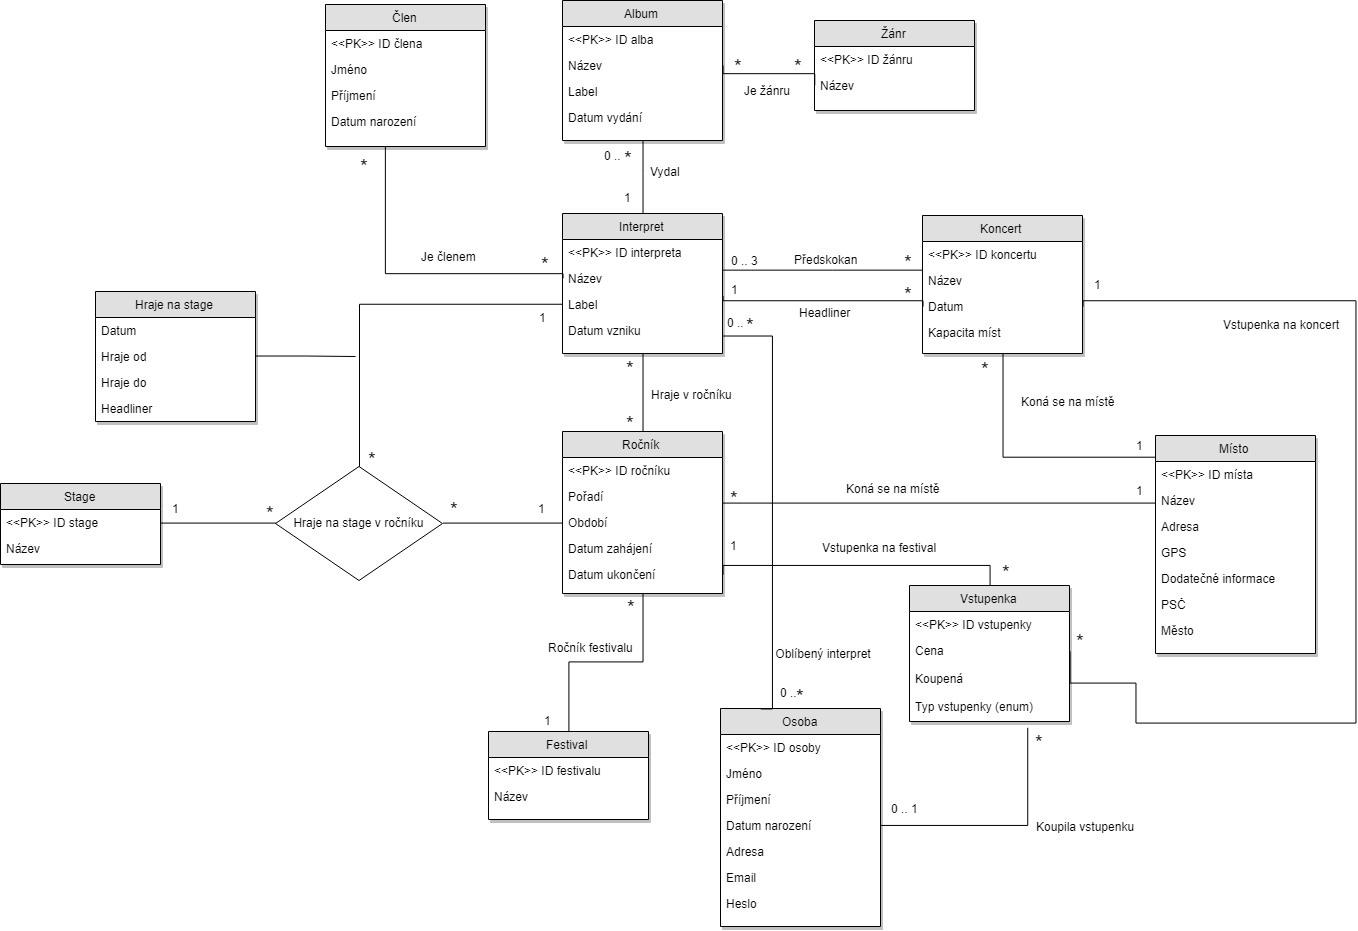 Člen
<<PK>> ID člena
Jméno
Příjmení
Datum narození
Album
<<PK>> ID alba
Název
Label
Datum vydání
Žánr
<<PK>> ID žánru
Název
* *
Je žánru
*
0 .. *
Vydal
1
Je členem
*
Interpret
<<PK>> ID interpreta
Název
Label
Datum vzniku
0 .. 3
Předskokan
*
1
*
Headliner
0 .. *
Koncert
<<PK>> ID koncertu
Název
Datum
Kapacita míst
1
Vstupenka na koncert
Hraje na stage
Datum
Hraje od
Hraje do
Headliner
1
*
Hraje v ročníku
*
*
Koná se na místě
1
Místo
<<PK>> ID místa
Název
Adresa
GPS
Dodatečné informace
PSČ
Město
Stage
<<PK>> ID stage
Název
1
*
*
Hraje na stage v ročníku
*
1
Ročník
<<PK>> ID ročníku
Pořadí
Období
Datum zahájení
Datum ukončení
*
Koná se na místě
1
1
Vstupenka na festival
*
Vstupenka
<<PK>> ID vstupenky
Cena
Koupená
Typ vstupenky (enum)
*
*
Ročník festivalu
1
Festival
<<PK>> ID festivalu
Název
Oblíbený interpret
0 ..*
Osoba
<<PK>> ID osoby
Jméno
Příjmení
Datum narození
Adresa
Email
Heslo
*
0 .. 1
Koupila vstupenku